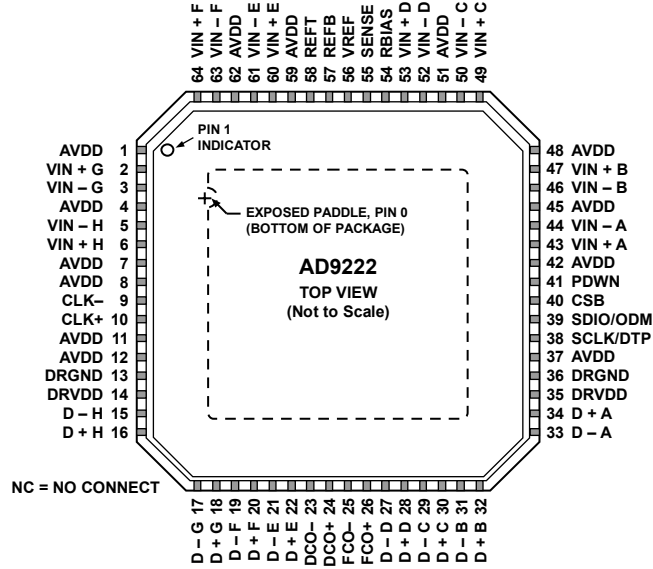 64 VIN + F
63 VIN – F
62 AVDD
61 VIN – E
60 VIN + E
59 AVDD
58 REFT
57 REFB
56 VREF
55 SENSE
54 RBIAS
53 VIN + D
52 VIN – D
51 AVDD
50 VIN – C
49 VIN + C
PIN 1
INDICATOR
AVDD 1
VIN + G 2
VIN – G 3
AVDD 4
VIN – H 5
VIN + H 6
AVDD 7
AVDD 8
CLK– 9
CLK+ 10
AVDD 11
AVDD 12
DRGND 13
DRVDD 14
D – H 15
D + H 16
EXPOSED PADDLE, PIN 0
(BOTTOM OF PACKAGE)
AD9222
TOP VIEW
(Not to Scale)
48 AVDD
47 VIN + B
46 VIN – B
45 AVDD
44 VIN – A
43 VIN + A
42 AVDD
41 PDWN
40 CSB
39 SDIO/ODM
38 SCLK/DTP
37 AVDD
36 DRGND
35 DRVDD
34 D + A
33 D – A
NC = NO CONNECT
D – G 17
D + G 18
D – F 19
D + F 20
D – E 21
D + E 22
DCO– 23
DCO+ 24
FCO– 25
FCO+ 26
D – D 27
D + D 28
D – C 29
D + C 30
D – B 31
D + B 32